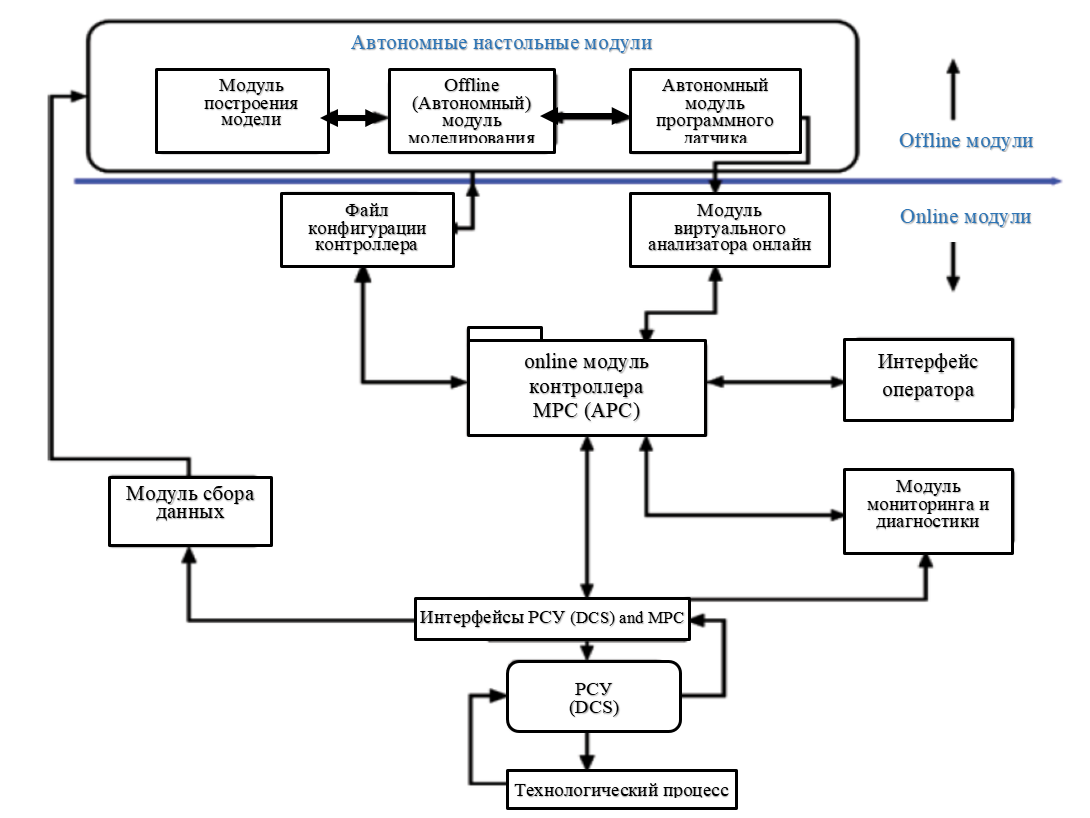 Автономные настольные модули
Модуль
построения
модели
Offline
(Автономный)
модуль
моделирования
Автономный
модуль
программного
датчика
Offline модули
Файл
конфигурации
контроллера
Модуль
виртуального
анализатора онлайн
Online модули
online модуль
контроллера
MPC (APC)
Интерфейс
оператора
Модуль сбора
данных
Модуль
мониторинга и
диагностики
Интерфейсы РСУ (DCS) and MPC
РСУ
(DCS)
Технологический процесс